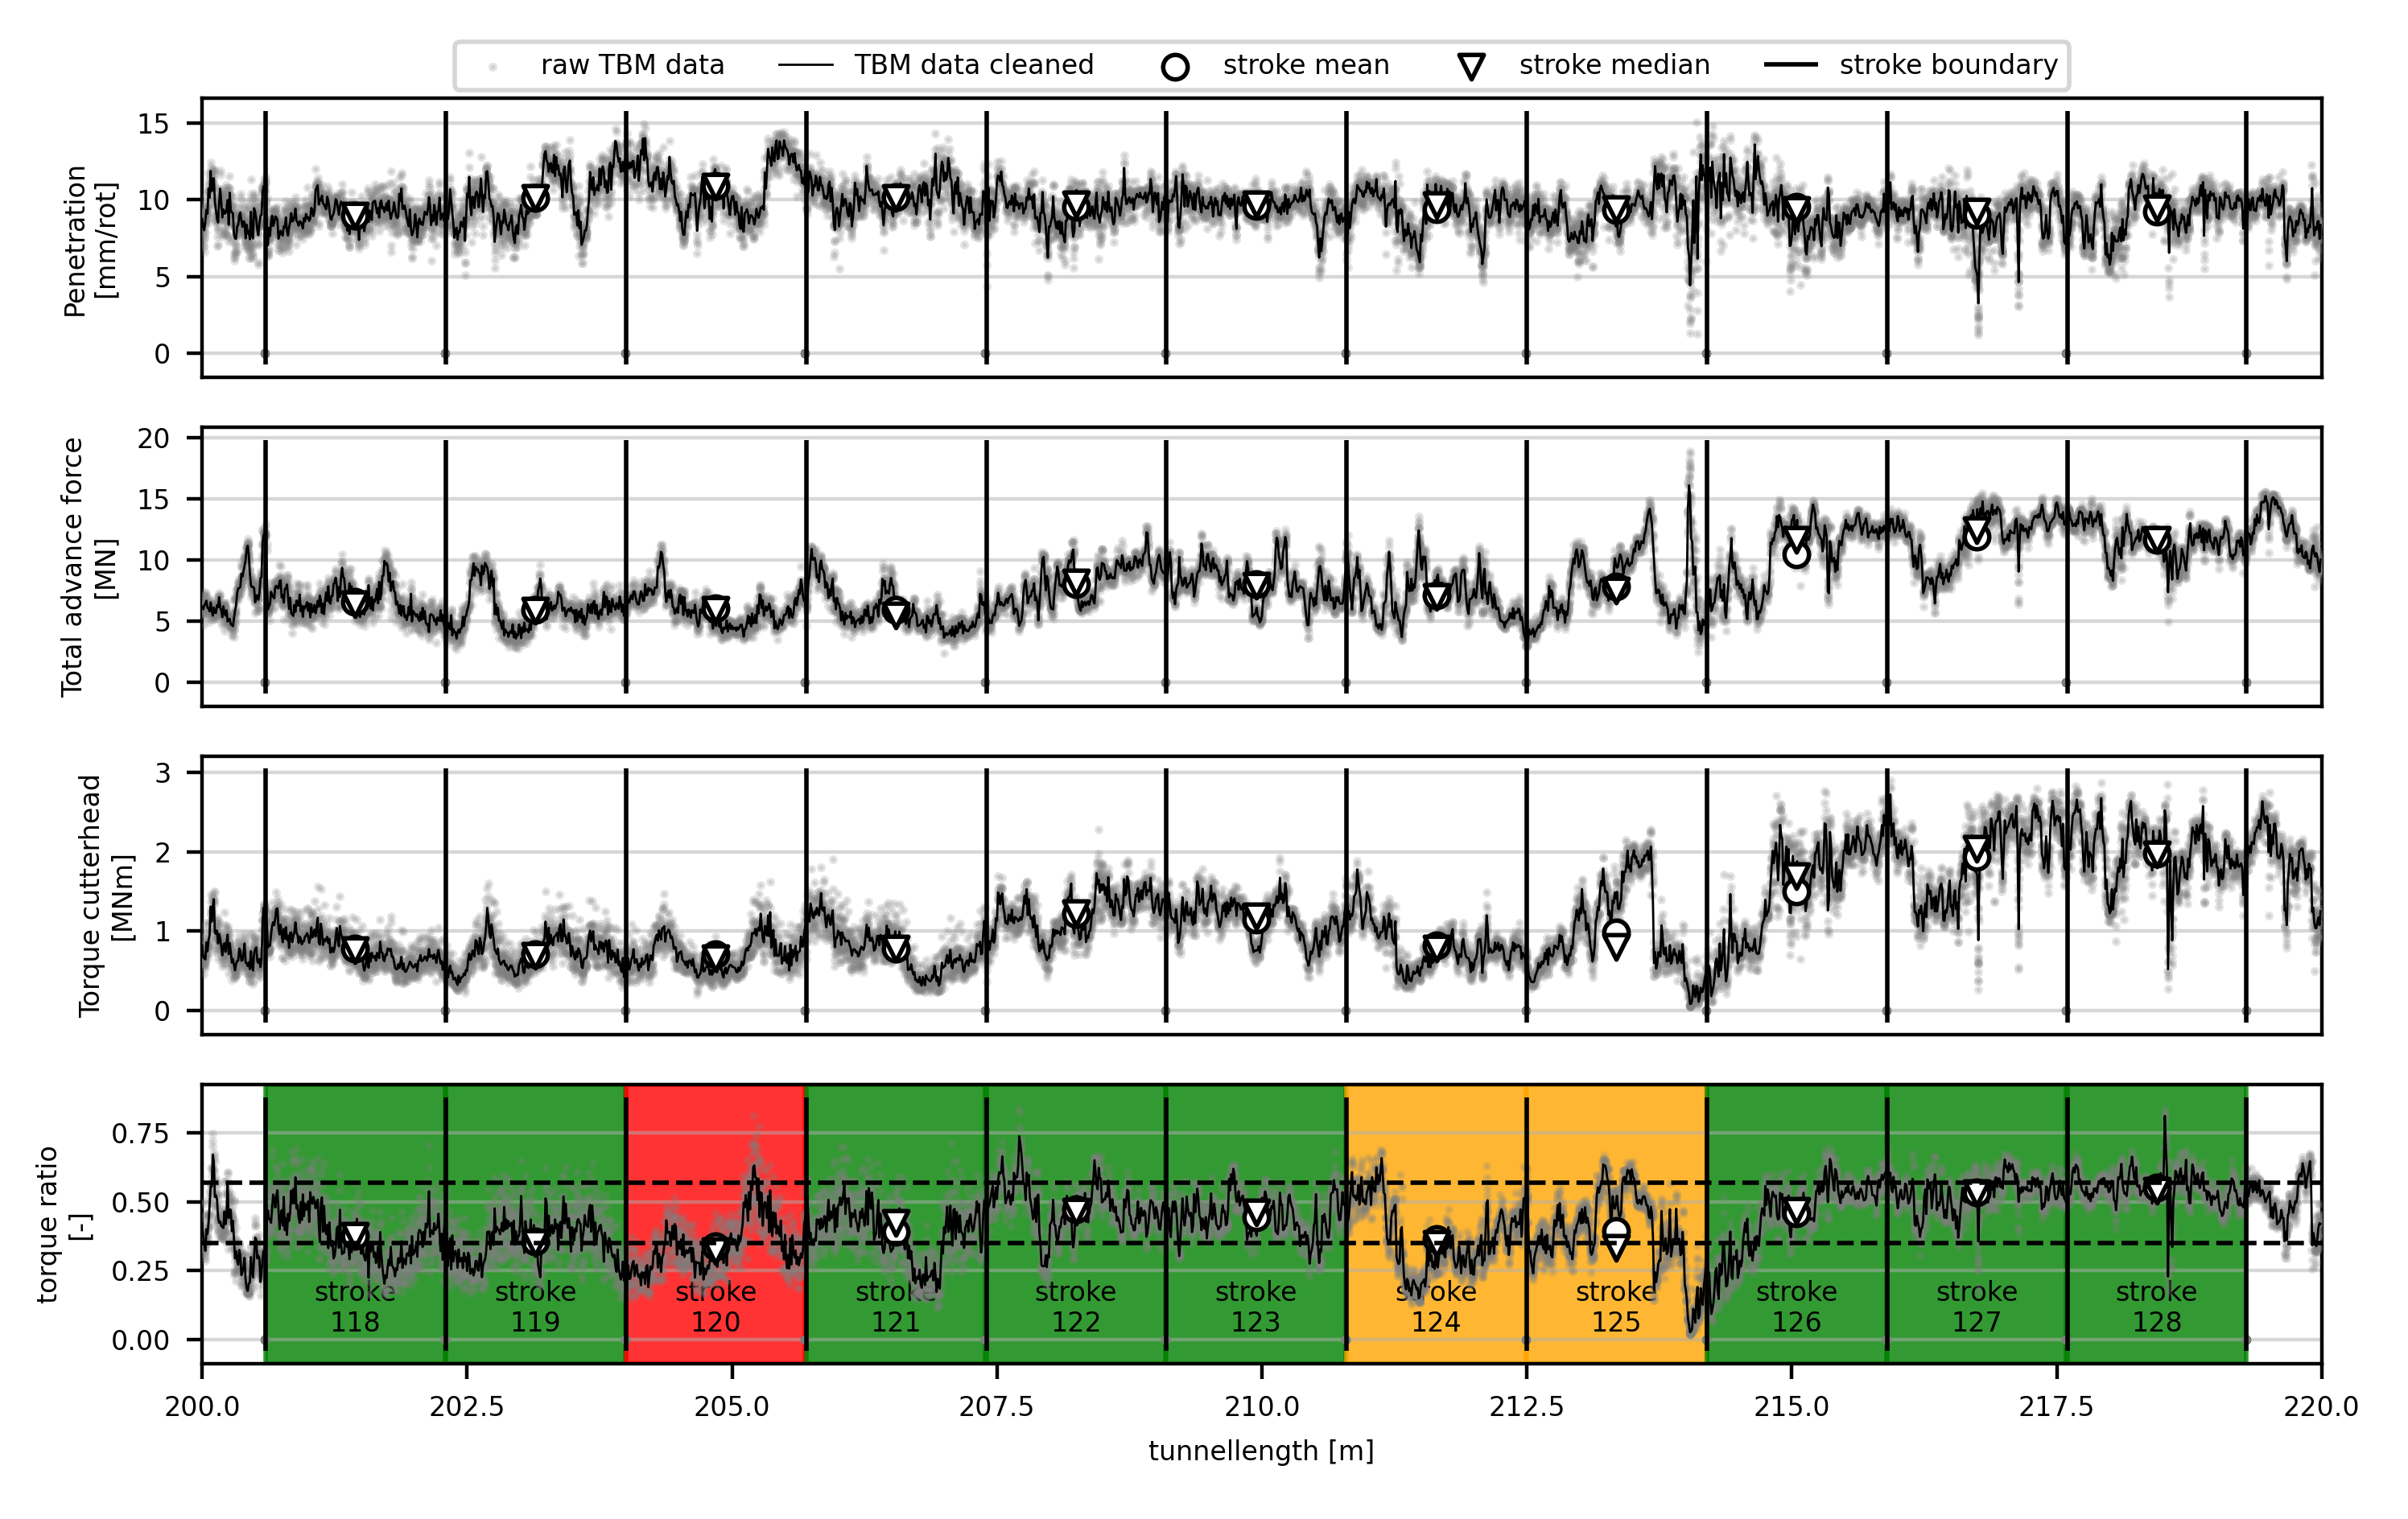 raw TBM data TBM data cleaned stroke mean stroke median stroke boundary
Penetration
[mm/rot]
15
10
5
0
Total advance force
[MN]
20
15
10
5
0
Torque cutterhead
[MNm]
3
2
1
0
torque ratio
[-]
0.75
0.50
0.25
0.00
stroke
118
stroke
119
stroke
120
stroke
121
stroke
122
stroke
123
stroke
124
stroke
125
stroke
126
stroke
127
stroke
128
200.0 202.5 205.0 207.5 210.0 212.5 215.0 217.5 220.0
tunnellength [m]